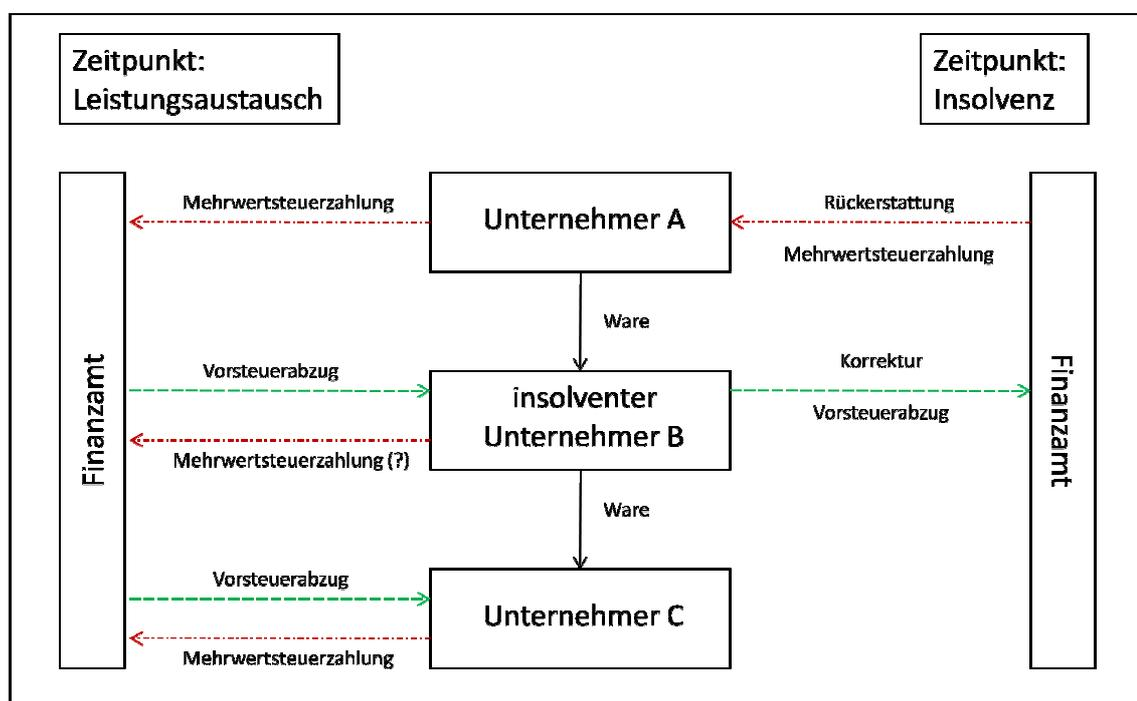 Zeitpunkt:
Leistungsaustausch
Zeitpunkt:
Insolvenz
Finanzamt
Mehrwertsteuerzahlung
Unternehmer A
Rückerstattung
Mehrwertsteuerzahlung
Ware
Vorsteuerabzug
Mehrwertsteuerzahlung (?)
insolventer
Unternehmer B
Korrektur
Vorsteuerabzug
Ware
Vorsteuerabzug
Mehrwertsteuerzahlung
Unternehmer C
Finanzamt